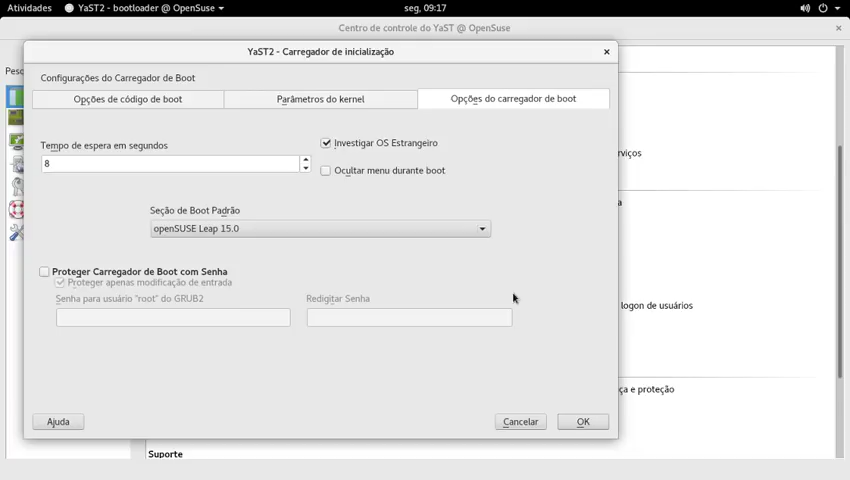 Atividades YaST2 - bootloader @ OpenSuse seg, 09:17
Centro de controle do YaST @ OpenSuse
YaST2 - Carregador de inicialização
Pesq
Configurações do Carregador de Boot
Opções de código de boot Parâmetros do kernel Opções do carregador de boot
Tempo de espera em segundos
8
Investigar OS Estrangeiro
Ocultar menu durante boot
Seção de Boot Padrão
openSUSE Leap 15.0
Proteger Carregador de Boot com Senha
Proteger apenas modificação de entrada
Senha para usuário "root" do GRUB2 Redigitar Senha
Ajuda Cancelar OK
rviços
a
logon de usuários
ça e proteção
Suporte